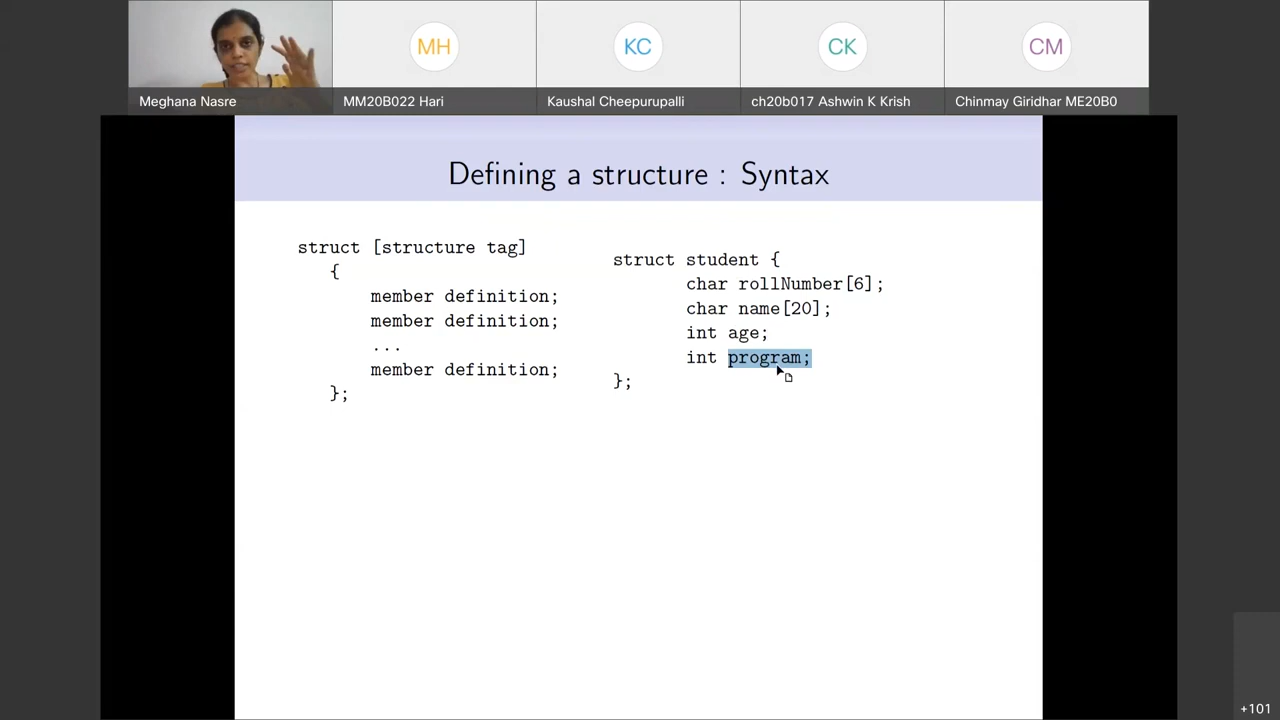 MH
KC
CK
CM
Meghana Nasre
MM20B022 Hari
Kaushal Cheepurupalli
ch20b017 Ashwin K Krish
Chinmay Giridhar ME20B0
Defining a structure : Syntax
struct [structure tag]
{
member definition;
member definition;
...
member definition;
};
struct student {
char rollNumber[6];
char name[20];
int age;
int program;
};
+101